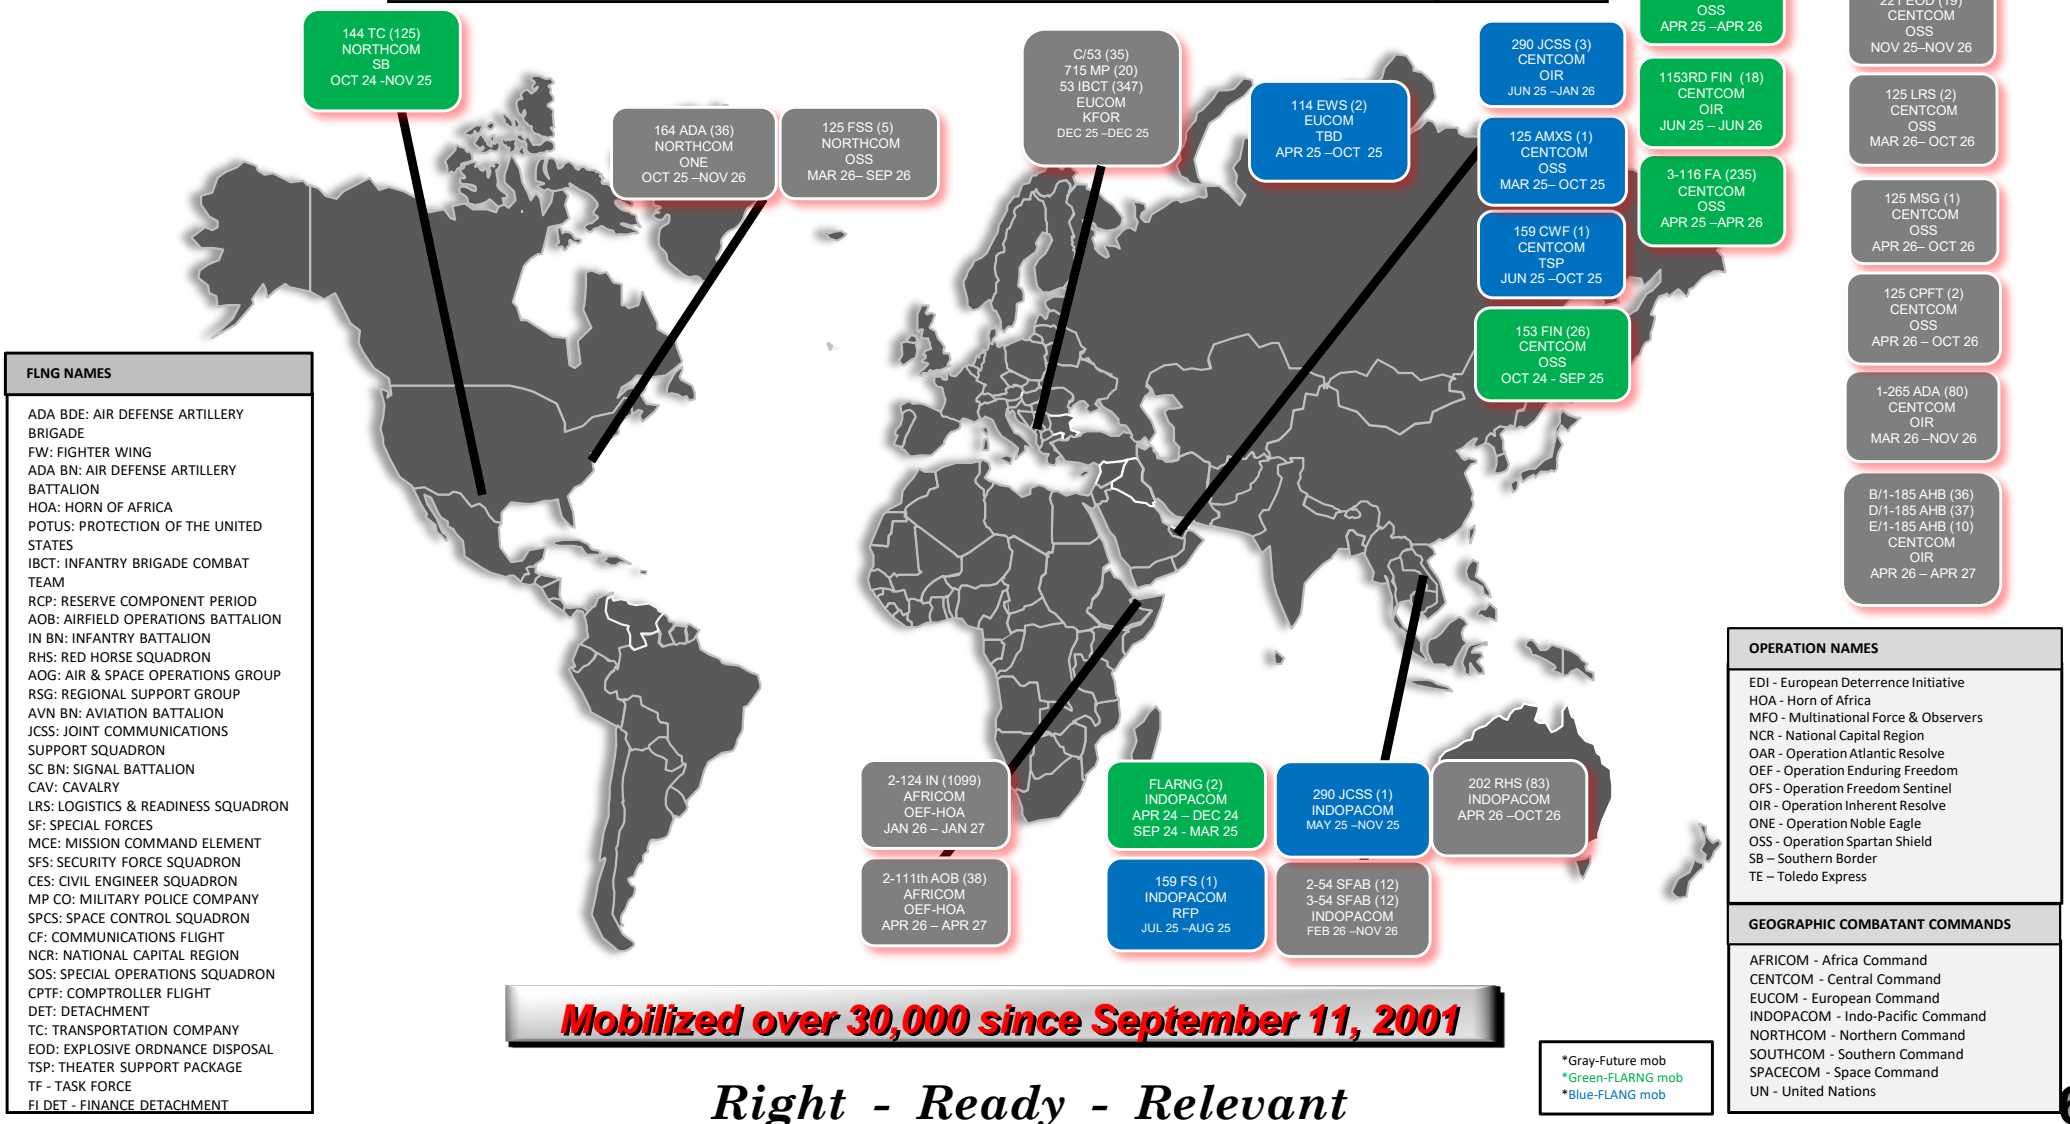 144 TC (125)
NORTHCOM
SB
OCT 24 -NOV 25
164 ADA (36)
NORTHCOM
ONE
OCT 25 –NOV 26
125 FSS (5)
NORTHCOM
OSS
MAR 26– SEP 26
C/53 (35)
715 MP (20)
53 IBCT (347)
EUCOM
KFOR
DEC 25 –DEC 25
114 EWS (2)
EUCOM
TBD
APR 25 –OCT 25
290 JCSS (3)
CENTCOM
OIR
JUN 25 –JAN 26
125 AMXS (1)
CENTCOM
OSS
MAR 25– OCT 25
159 CWF (1)
CENTCOM
TSP
JUN 25 –OCT 25
153 FIN (26)
CENTCOM
OSS
OCT 24 - SEP 25
OSS
APR 25 –APR 26
1153RD FIN (18)
CENTCOM
OIR
JUN 25 – JUN 26
3-116 FA (235)
CENTCOM
OSS
APR 25 –APR 26
221 EOD (19)
CENTCOM
OSS
NOV 25–NOV 26
125 LRS (2)
CENTCOM
OSS
MAR 26– OCT 26
125 MSG (1)
CENTCOM
OSS
APR 26– OCT 26
125 CPFT (2)
CENTCOM
OSS
APR 26 – OCT 26
1-265 ADA (80)
CENTCOM
OIR
MAR 26 –NOV 26
B/1-185 AHB (36)
D/1-185 AHB (37)
E/1-185 AHB (10)
CENTCOM
OIR
APR 26 – APR 27
FLNG NAMES
ADA BDE: AIR DEFENSE ARTILLERY
BRIGADE
FW: FIGHTER WING
ADA BN: AIR DEFENSE ARTILLERY
BATTALION
HOA: HORN OF AFRICA
POTUS: PROTECTION OF THE UNITED
STATES
IBCT: INFANTRY BRIGADE COMBAT
TEAM
RCP: RESERVE COMPONENT PERIOD
AOB: AIRFIELD OPERATIONS BATTALION
IN BN: INFANTRY BATTALION
RHS: RED HORSE SQUADRON
AOG: AIR & SPACE OPERATIONS GROUP
RSG: REGIONAL SUPPORT GROUP
AVN BN: AVIATION BATTALION
JCSS: JOINT COMMUNICATIONS
SUPPORT SQUADRON
SC BN: SIGNAL BATTALION
CAV: CAVALRY
LRS: LOGISTICS & READINESS SQUADRON
SF: SPECIAL FORCES
MCE: MISSION COMMAND ELEMENT
SFS: SECURITY FORCE SQUADRON
CES: CIVIL ENGINEER SQUADRON
MP CO: MILITARY POLICE COMPANY
SPCS: SPACE CONTROL SQUADRON
CF: COMMUNICATIONS FLIGHT
NCR: NATIONAL CAPITAL REGION
SOS: SPECIAL OPERATIONS SQUADRON
CPTF: COMPTROLLER FLIGHT
DET: DETACHMENT
TC: TRANSPORTATION COMPANY
EOD: EXPLOSIVE ORDNANCE DISPOSAL
TSP: THEATER SUPPORT PACKAGE
TF - TASK FORCE
FI DET - FINANCE DETACHMENT
2-124 IN (1099)
AFRICOM
OEF-HOA
JAN 26 – JAN 27
2-111th AOB (38)
AFRICOM
OEF-HOA
APR 26 – APR 27
FLARNG (2)
INDOPACOM
APR 24 – DEC 24
SEP 24 - MAR 25
159 FS (1)
INDOPACOM
RFP
JUL 25 –AUG 25
290 JCSS (1)
INDOPACOM
MAY 25 –NOV 25
2-54 SFAB (12)
3-54 SFAB (12)
INDOPACOM
FEB 26 –NOV 26
202 RHS (83)
INDOPACOM
APR 26 –OCT 26
OPERATION NAMES
EDI - European Deterrence Initiative
HOA - Horn of Africa
MFO - Multinational Force & Observers
NCR - National Capital Region
OAR - Operation Atlantic Resolve
OEF - Operation Enduring Freedom
OFS - Operation Freedom Sentinel
OIR - Operation Inherent Resolve
ONE - Operation Noble Eagle
OSS - Operation Spartan Shield
SB – Southern Border
TE – Toledo Express
GEOGRAPHIC COMBATANT COMMANDS
AFRICOM - Africa Command
CENTCOM - Central Command
EUCOM - European Command
INDOPACOM - Indo-Pacific Command
NORTHCOM - Northern Command
SOUTHCOM - Southern Command
SPACECOM - Space Command
UN - United Nations
Mobilized over 30,000 since September 11, 2001
*Gray-Future mob
*Green-FLARNG mob
*Blue-FLANG mob
Right - Ready - Relevant